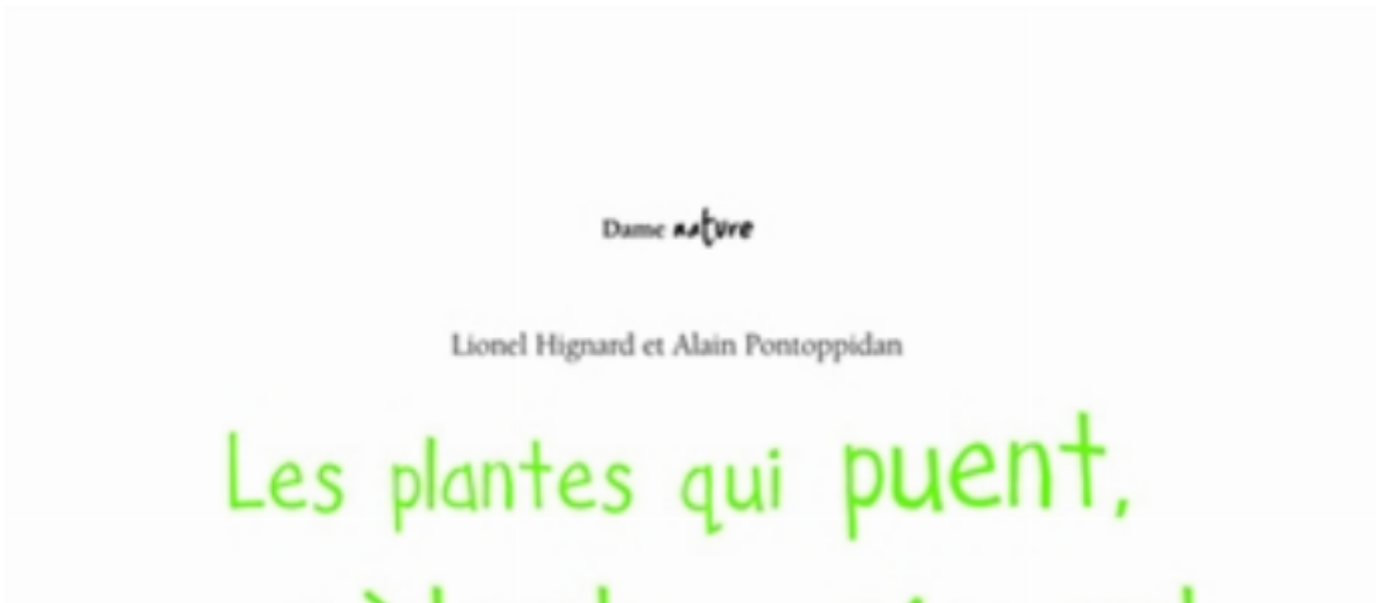 Dame nature
Lionel Hignard et Alain Pontoppidan
Les plantes qui puent,